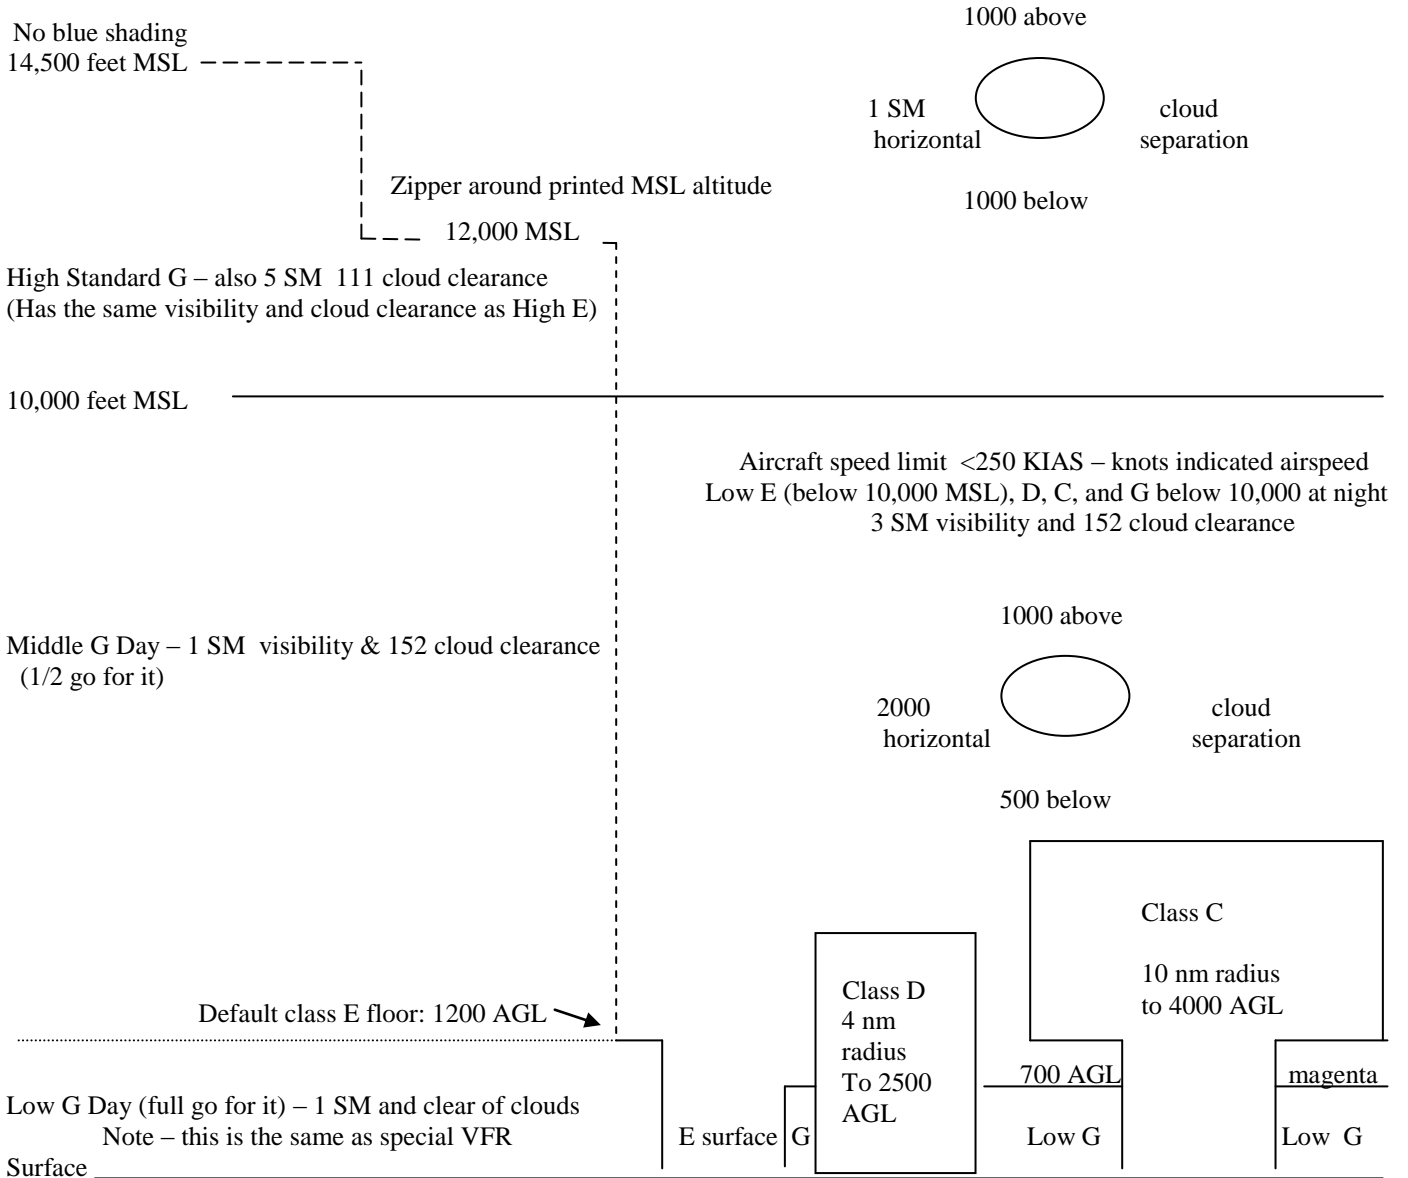 1000 above
No blue shading
14,500 feet MSL
1 SM
horizontal
cloud
separation
Zipper around printed MSL altitude
1000 below
12,000 MSL
High Standard G – also 5 SM  111 cloud clearance
(Has the same visibility and cloud clearance as High E)
10,000 feet MSL
Aircraft speed limit  <250 KIAS – knots indicated airspeed
Low E (below 10,000 MSL), D, C, and G below 10,000 at night
3 SM visibility and 152 cloud clearance
1000 above
Middle G Day – 1 SM  visibility & 152 cloud clearance
(1/2 go for it)
2000
horizontal
cloud
separation
500 below
Class C
10 nm radius
to 4000 AGL
Class D
4 nm
radius
To 2500
AGL
Default class E floor: 1200 AGL
700 AGL
magenta
Low G Day (full go for it) – 1 SM and clear of clouds
Note – this is the same as special VFR
E surface
G
Low G
Low  G
Surface